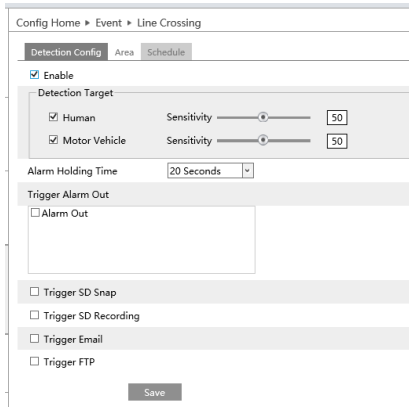 Config Home ▶ Event ▶ Line Crossing
Detection Config Area Schedule
Enable
Detection Target
Human Sensitivity 50
Motor Vehicle Sensitivity 50
Alarm Holding Time 20 Seconds
Trigger Alarm Out
Alarm Out
Trigger SD Snap
Trigger SD Recording
Trigger Email
Trigger FTP
Save